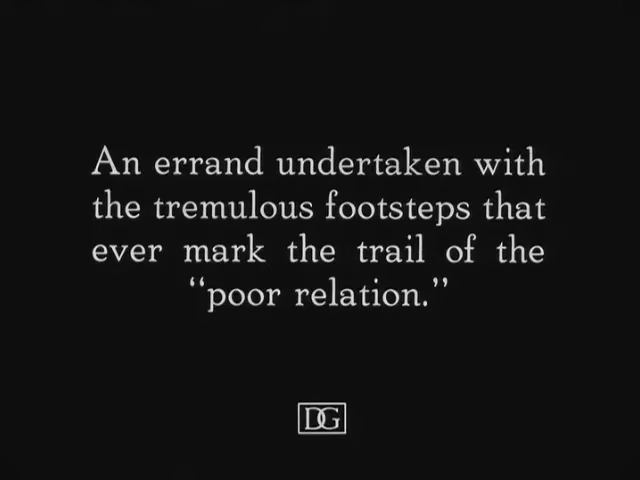 An errand undertaken with
the tremulous footsteps that
ever mark the trail of the
“poor relation.”
DG